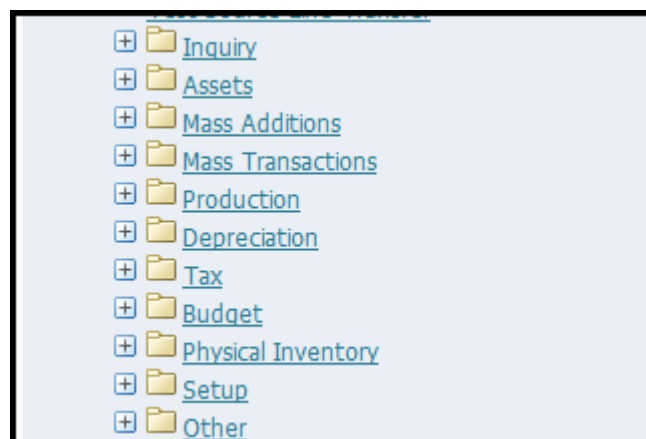 Inquiry
Assets
Mass Additions
Mass Transactions
Production
Depreciation
Tax
Budget
Physical Inventory
Setup
Other